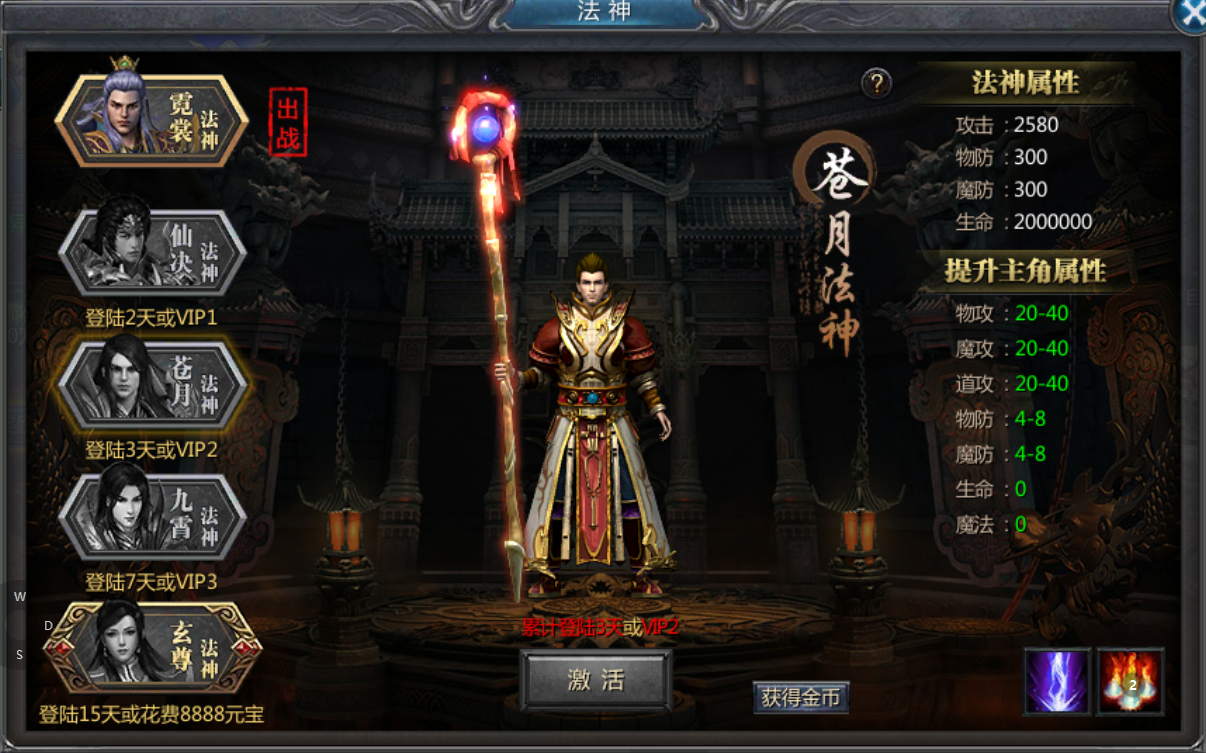 法神
霓裳法神
出战
仙决法神
登陆2天或VIP1
苍月法神
登陆3天或VIP2
九霄法神
登陆7天或VIP3
玄尊法神
登陆15天或花费8888元宝
W
D
S
苍月法神
累计登陆3天或VIP2
激活
获得金币
?
法神属性
攻击：2580
物防：300
魔防：300
生命：2000000
提升主角属性
物攻：20-40
魔攻：20-40
道攻：20-40
物防：4-8
魔防：4-8
生命：0
魔法：0
2